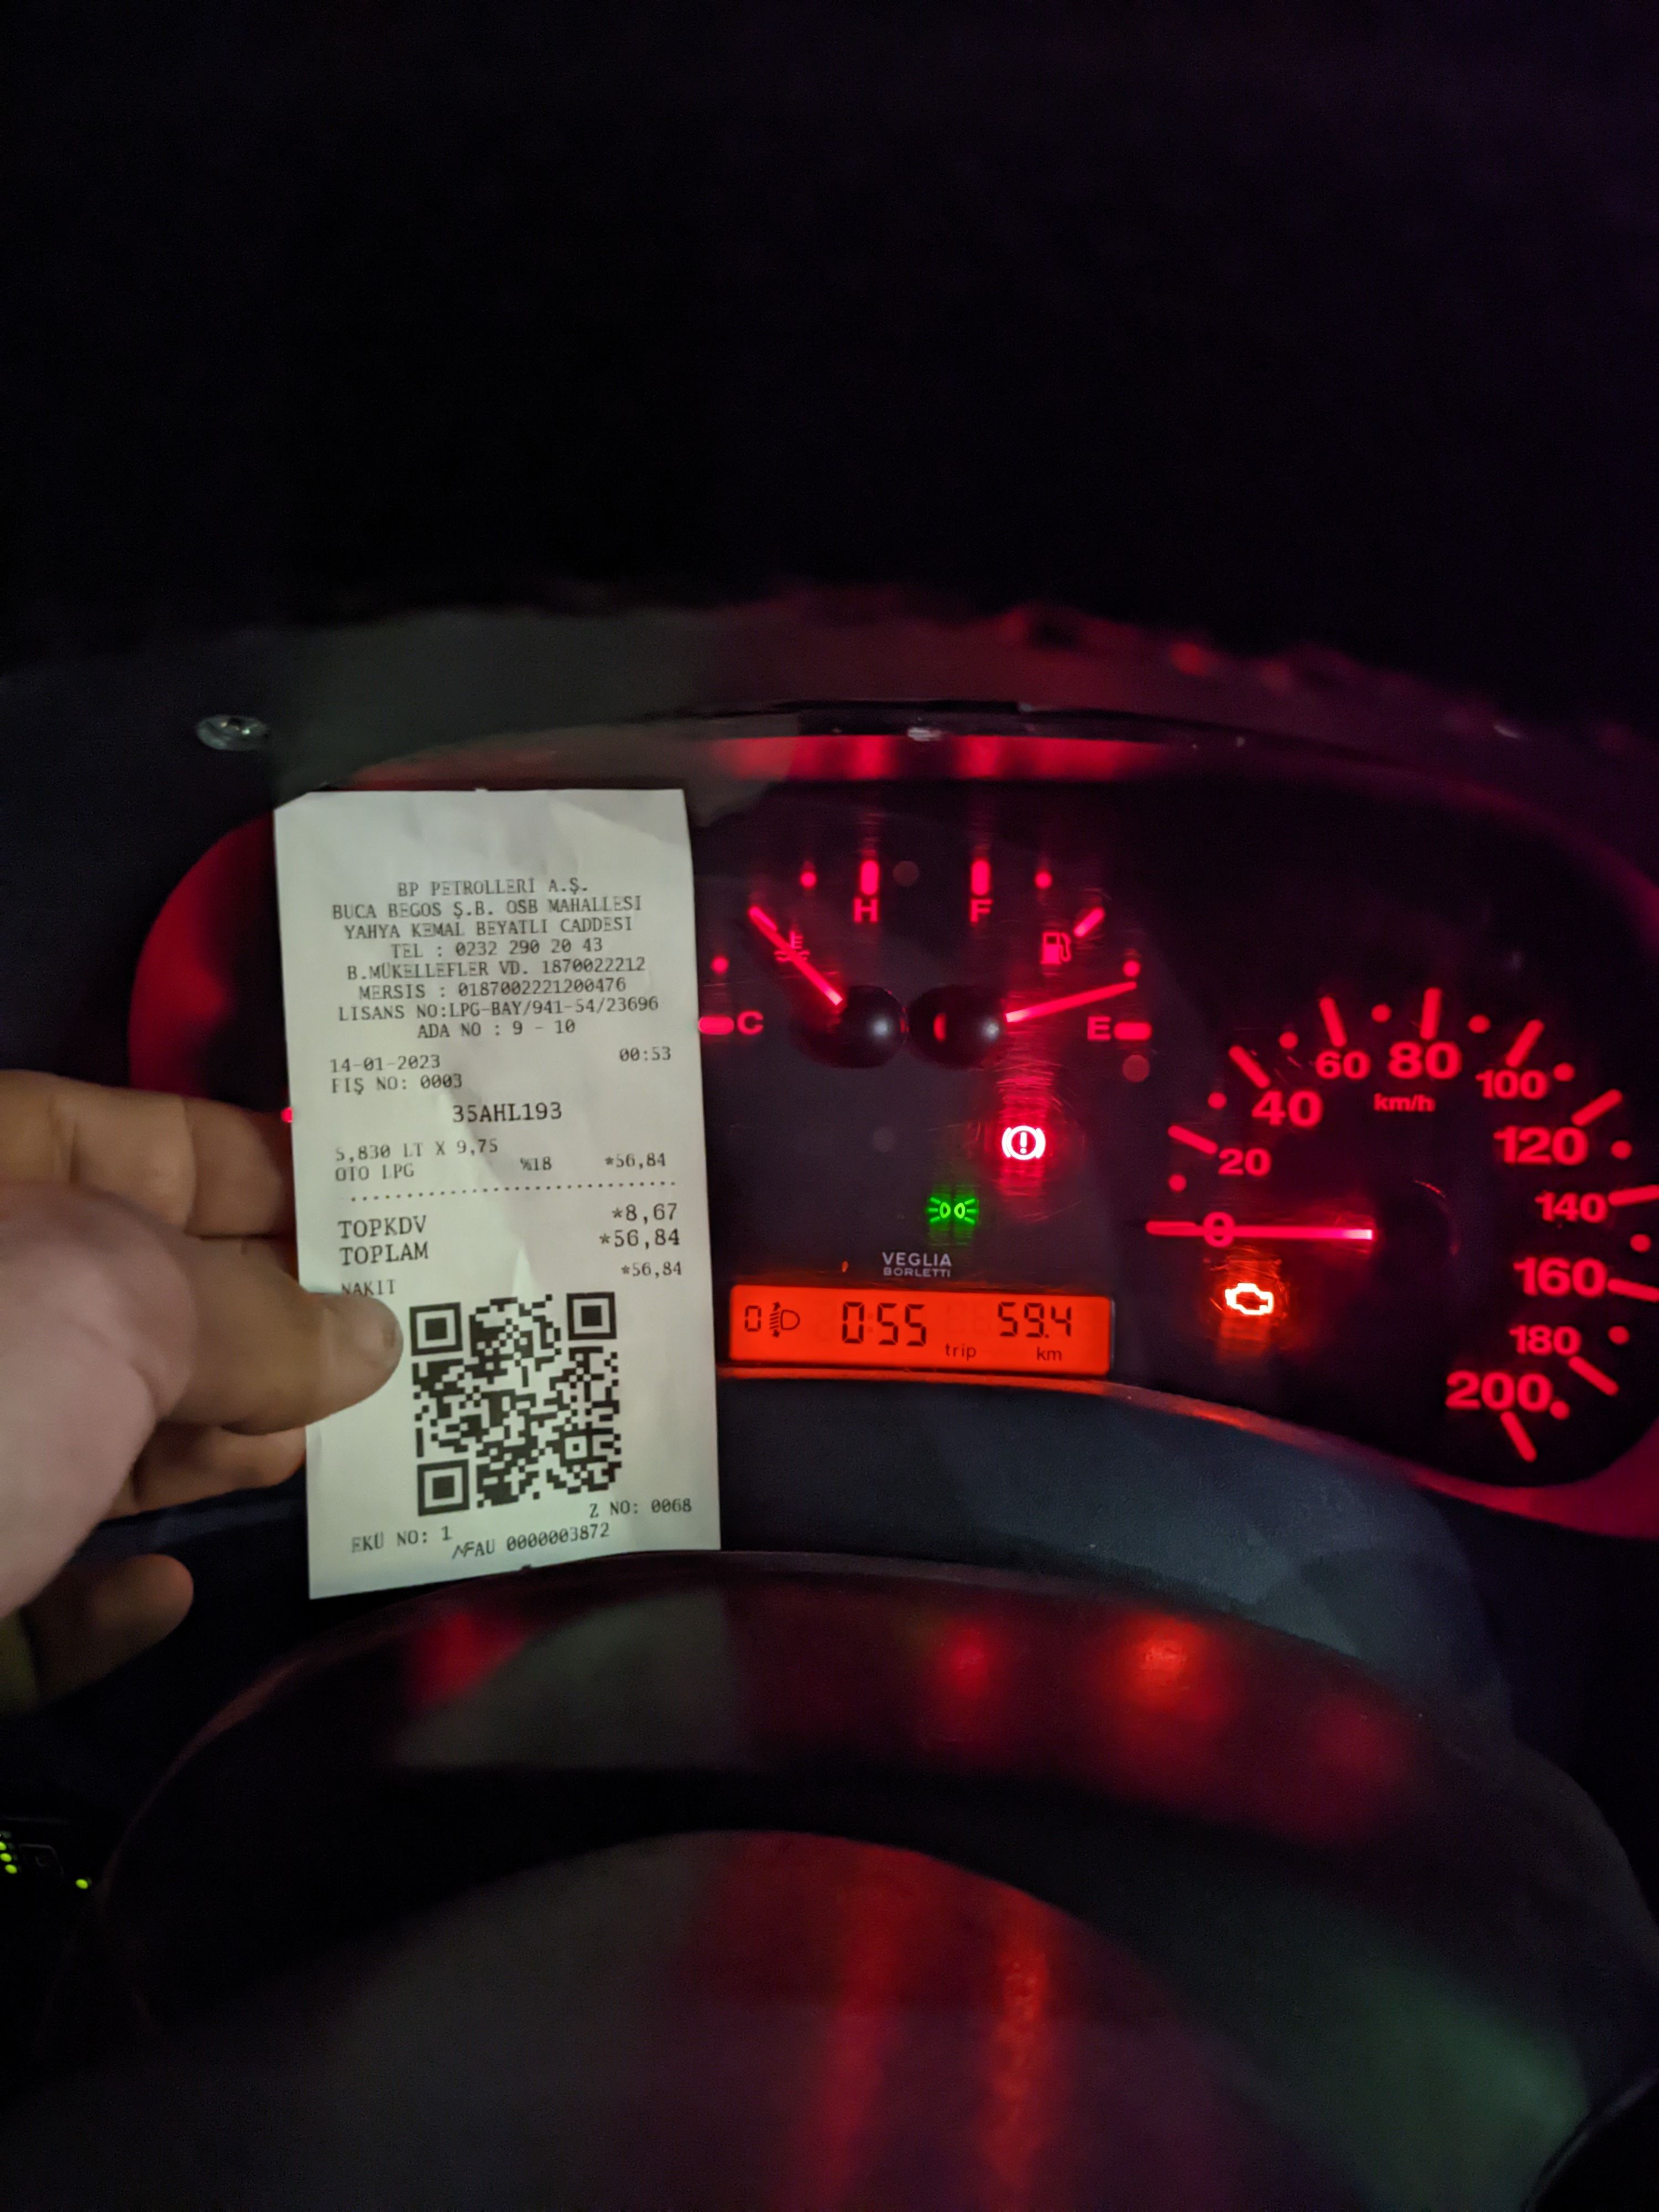 BP PETROLLERİ A.Ş.
BUCA BEGOS Ş.B. OSB MAHALLESI
YAHYA KEMAL BEYATLI CADDESI
TEL : 0232 290 20 43
B.MÜKELLEFLER VD. 1870022212
MERSIS : 0187002221200476
LISANS NO:LPG-BAY/941-54/23696
ADA NO : 9 - 10
14-01-2023 00:53
FIŞ NO: 0003
35AHL193
5,830 LT X 9,75
OTO LPG %18 *56,84
TOPKDV *8,67
TOPLAM *56,84
NAKIT *56,84
Z NO: 0068
EKU NO: 1
FAU 0000003872
H
F
C
E
VEGLIA
BORLETTI
0 0:55 trip 59.4 km
0
20
40
60
80
100
120
140
160
180
200
km/h